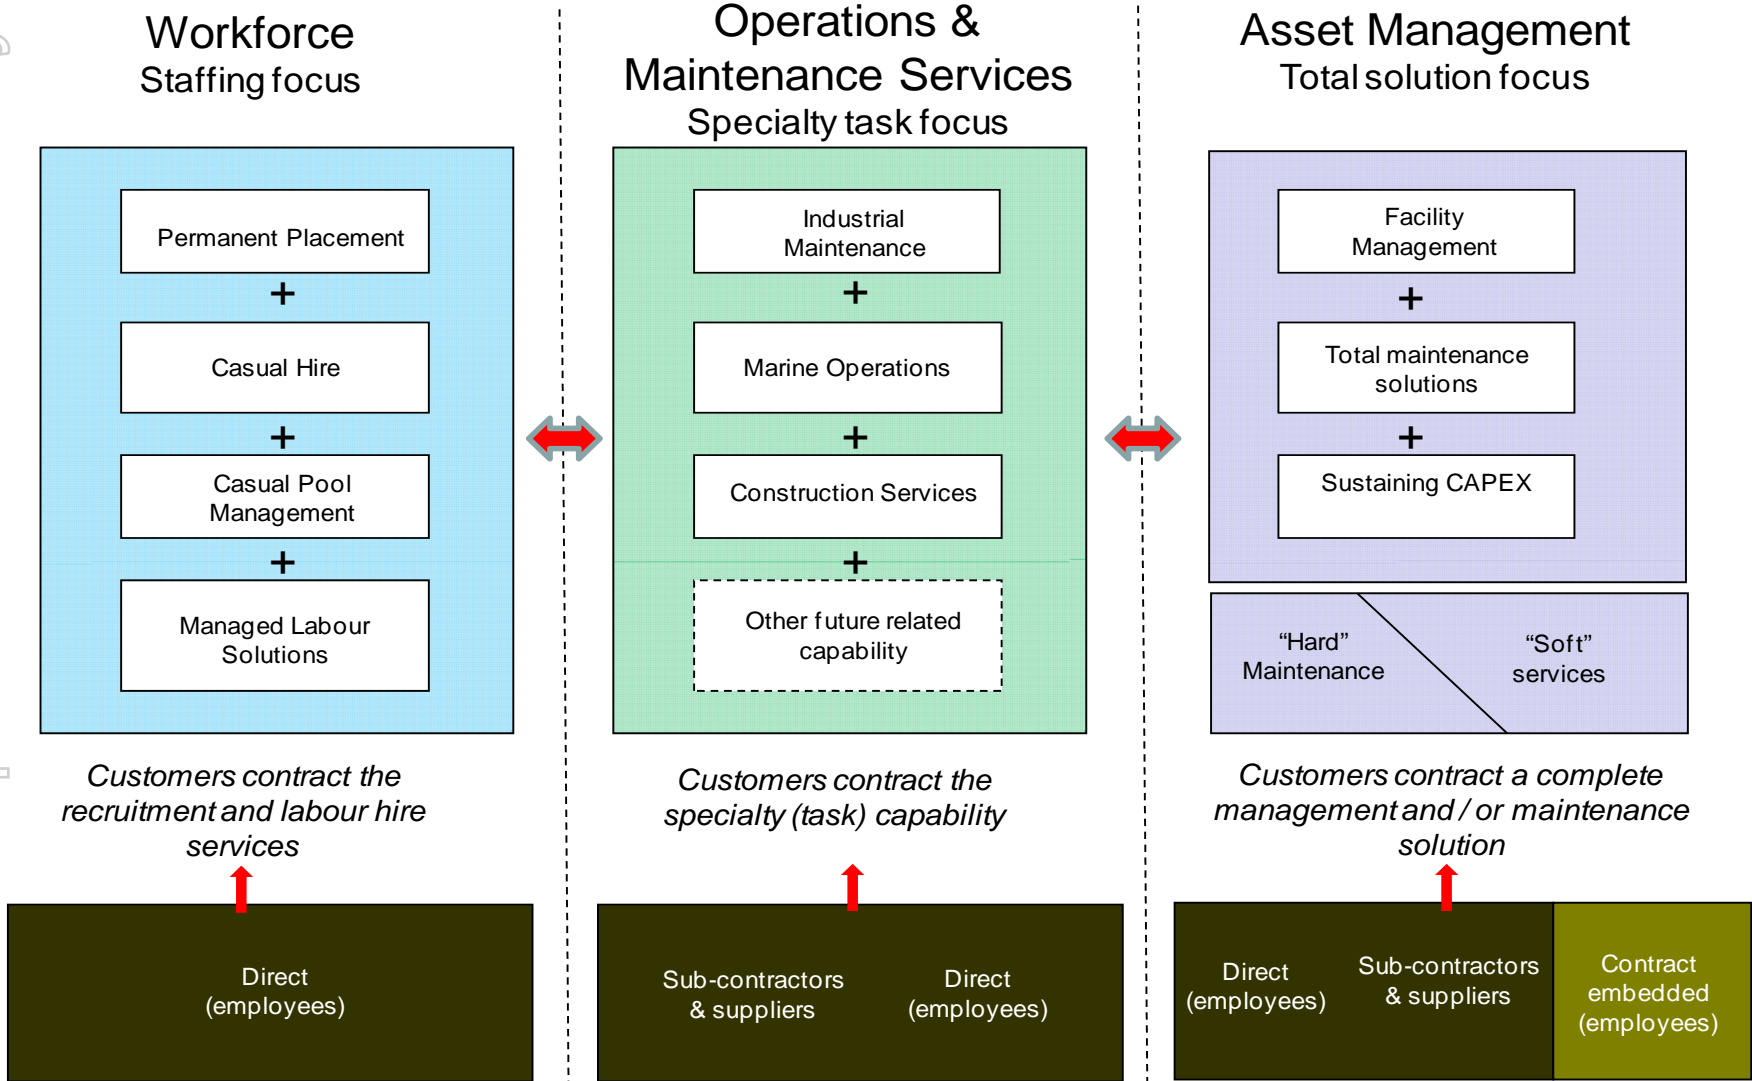 Workforce
Staffing focus
Permanent Placement
+
Casual Hire
+
Casual Pool
Management
+
Managed Labour
Solutions
Customers contract the
recruitment and labour hire
services
Direct
(employees)
Operations &
Maintenance Services
Specialty task focus
Industrial
Maintenance
+
Marine Operations
+
Construction Services
+
Other future related
capability
Customers contract the
specialty (task) capability
Sub-contractors
& suppliers
Direct
(employees)
Asset Management
Total solution focus
Facility
Management
+
Total maintenance
solutions
+
Sustaining CAPEX
“Hard”
Maintenance
“Soft”
services
Customers contract a complete
management and / or maintenance
solution
Direct
(employees)
Sub-contractors
& suppliers
Contract
embedded
(employees)